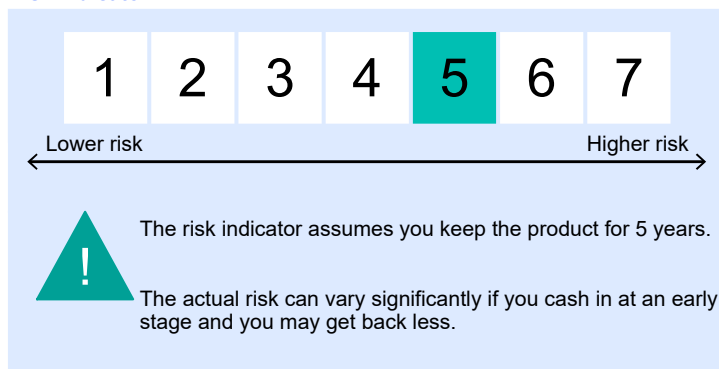 1 2 3 4 5 6 7
Lower risk Higher risk
The risk indicator assumes you keep the product for 5 years.
!
The actual risk can vary significantly if you cash in at an early
stage and you may get back less.